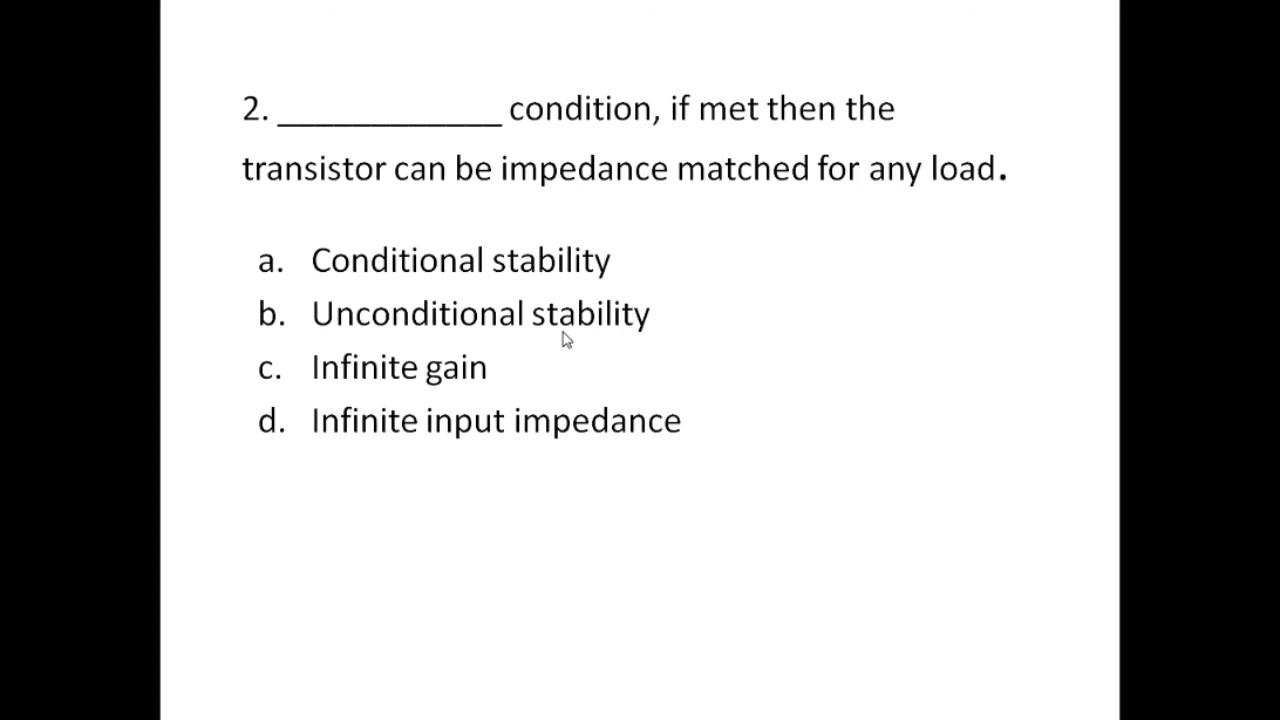 2. ____________ condition, if met then the
transistor can be impedance matched for any load.
a. Conditional stability
b. Unconditional stability
c. Infinite gain
d. Infinite input impedance